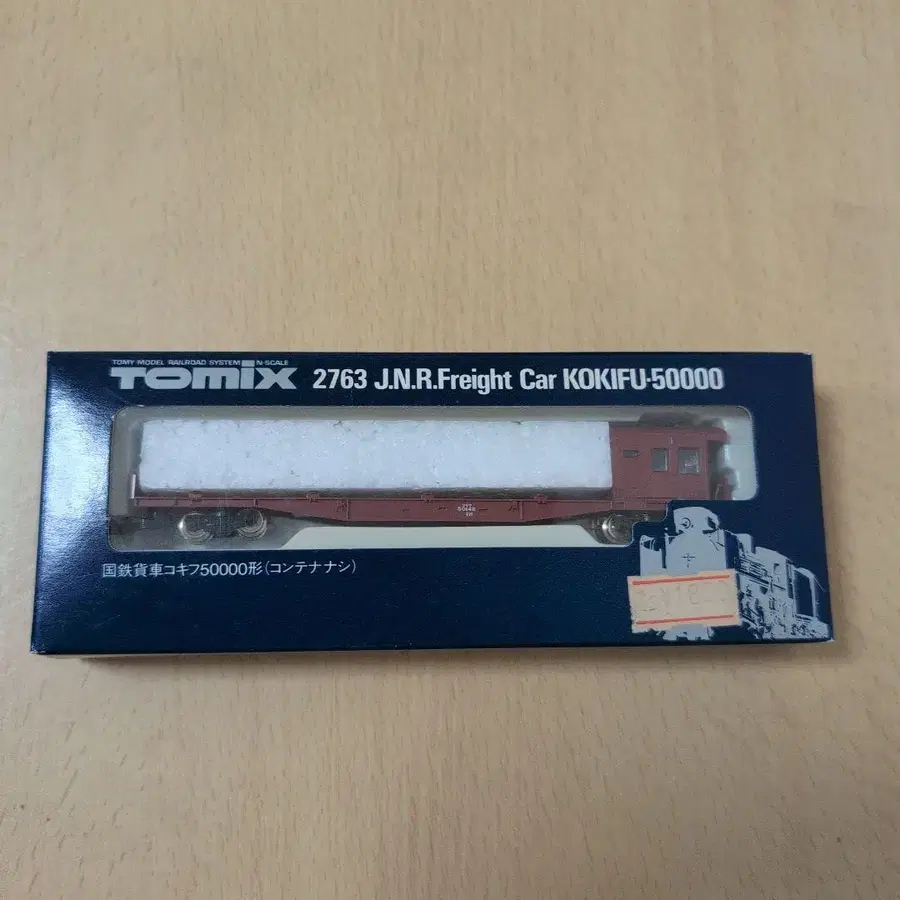 TOMY MODEL RAILROAD SYSTEM N-SCALE
TOMIX 2763 J.N.R.Freight Car KOKIFU-50000
国鉄貨車コキフ50000形(コンテナナシ)